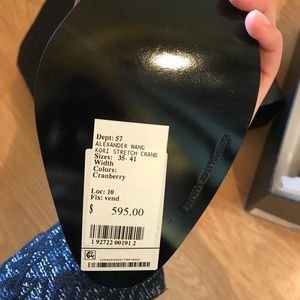 Dept: 57
ALEXANDER WANG
KORI STRETCH CRANB
Sizes: 35- 41
Width
Colors:
Cranberry
Loc: 10
Fix: vend
$ 595.00
1 92722 00191 2